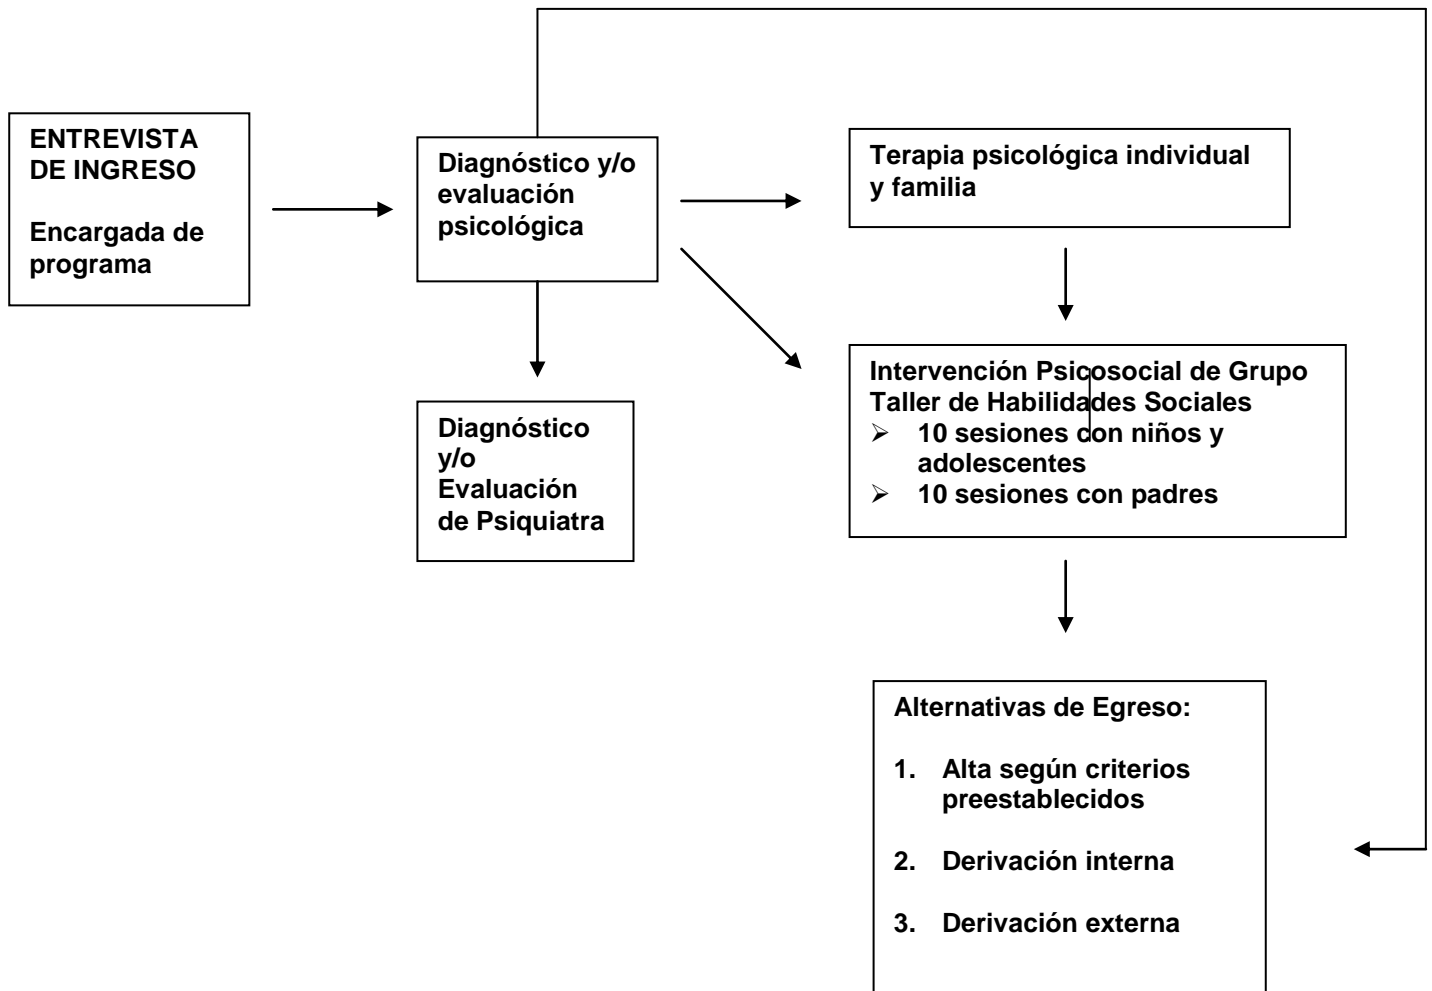 ENTREVISTA
DE INGRESO
Encargada de
programa
Diagnóstico y/o
evaluación
psicológica
Diagnóstico
y/o
Evaluación
de Psiquiatra
Terapia psicológica individual
y familia
Intervención Psicosocial de Grupo
Taller de Habilidades Sociales
➢ 10 sesiones con niños y
adolescentes
➢ 10 sesiones con padres
Alternativas de Egreso:
1. Alta según criterios
preestablecidos
2. Derivación interna
3. Derivación externa